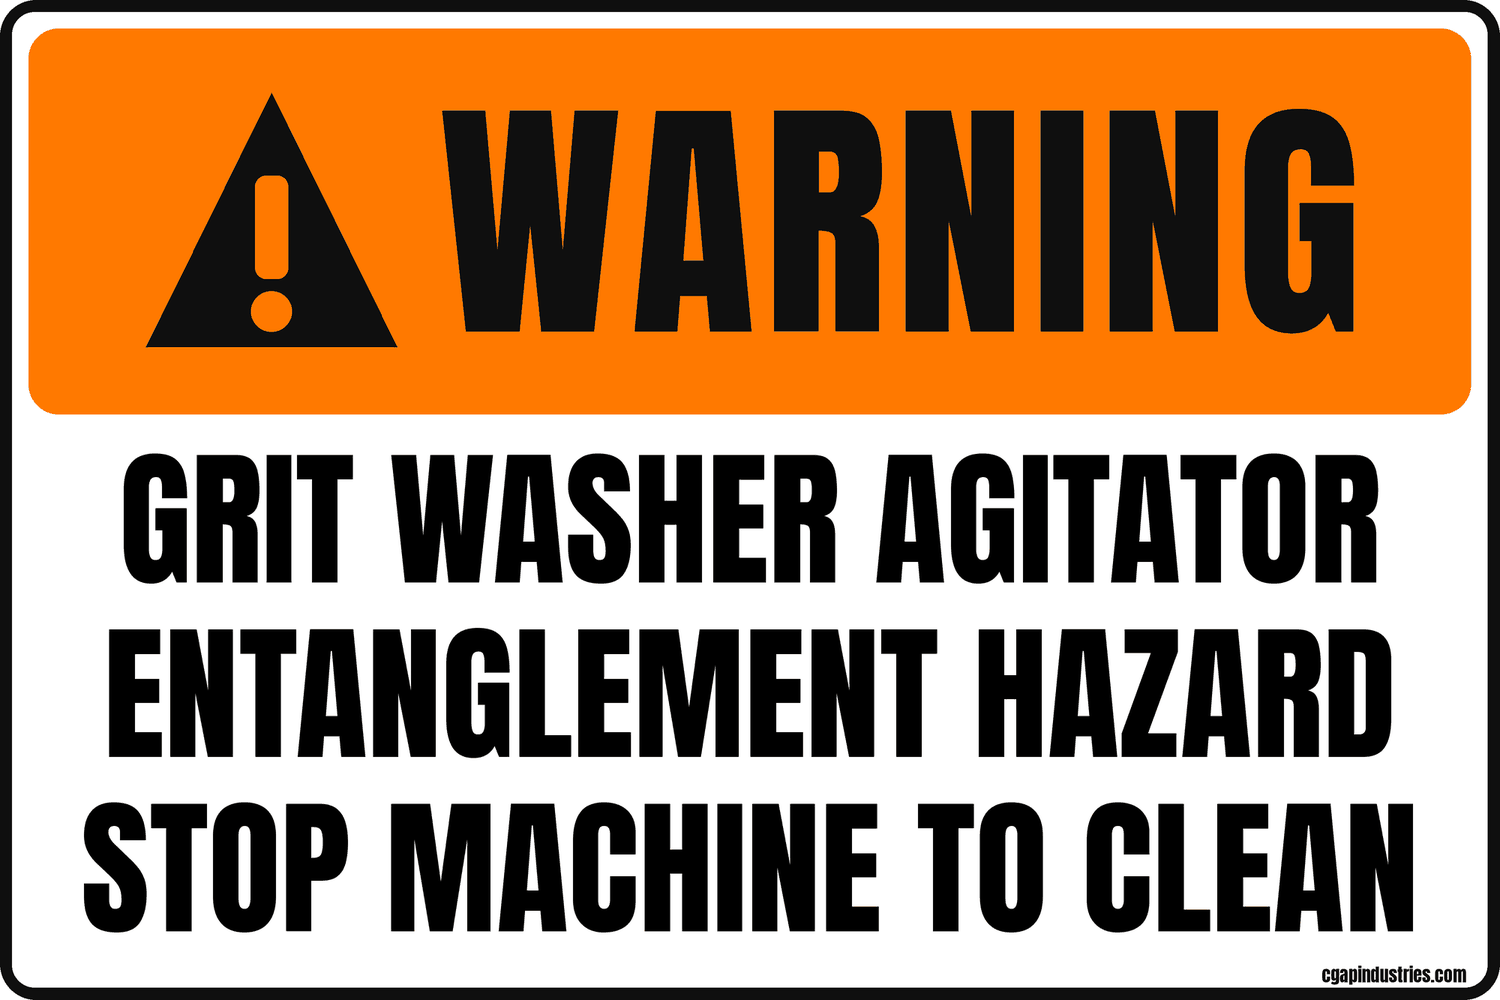 WARNING
GRIT WASHER AGITATOR
ENTANGLEMENT HAZARD
STOP MACHINE TO CLEAN
cgapindustries.com